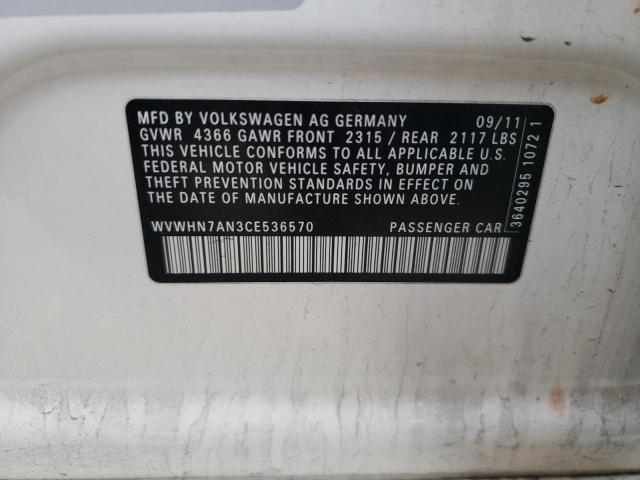 MFD BY VOLKSWAGEN AG GERMANY 09/11
GVWR 4366 GAWR FRONT 2315 / REAR 2117 LBS
THIS VEHICLE CONFORMS TO ALL APPLICABLE U.S.
FEDERAL MOTOR VEHICLE SAFETY, BUMPER AND
THEFT PREVENTION STANDARDS IN EFFECT ON
THE DATE OF MANUFACTURE SHOWN ABOVE.
WVWHN7AN3CE536570 PASSENGER CAR
3640295 10721